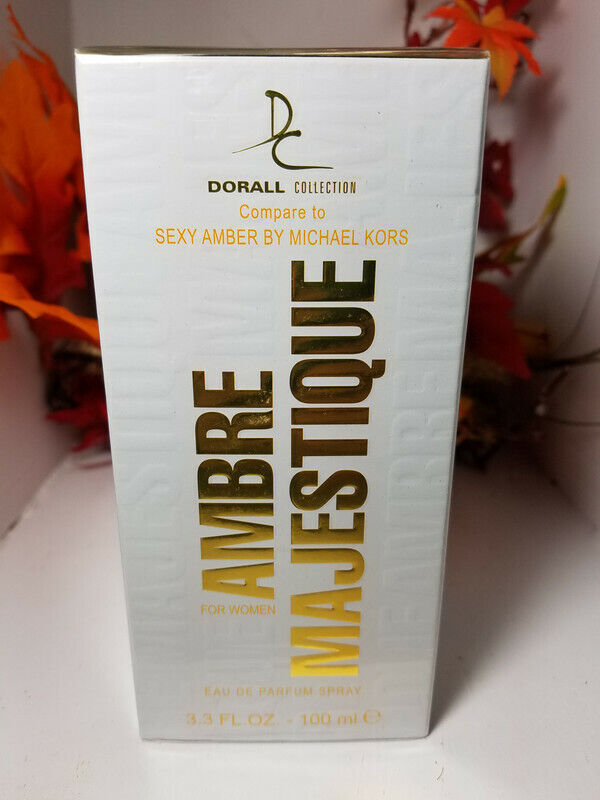 DC
DORALL COLLECTION
Compare to
SEXY AMBER BY MICHAEL KORS
AMBRE
MAJESTIQUE
FOR WOMEN
EAU DE PARFUM SPRAY
3.3 FL OZ. - 100 ml ℮